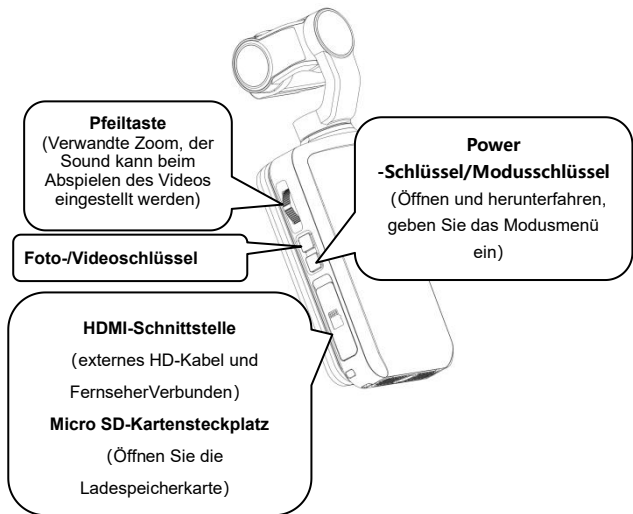 Pfeiltaste
(Verwandte Zoom, der
Sound kann beim
Abspielen des Videos
eingestellt werden)
Power
-Schlüssel/Modusschlüssel
(Öffnen und herunterfahren,
geben Sie das Modusmenü
ein)
Foto-/Videoschlüssel
HDMI-Schnittstelle
(externes HD-Kabel und
FernseherVerbunden)
Micro SD-Kartensteckplatz
(Öffnen Sie die
Ladespeicherkarte)